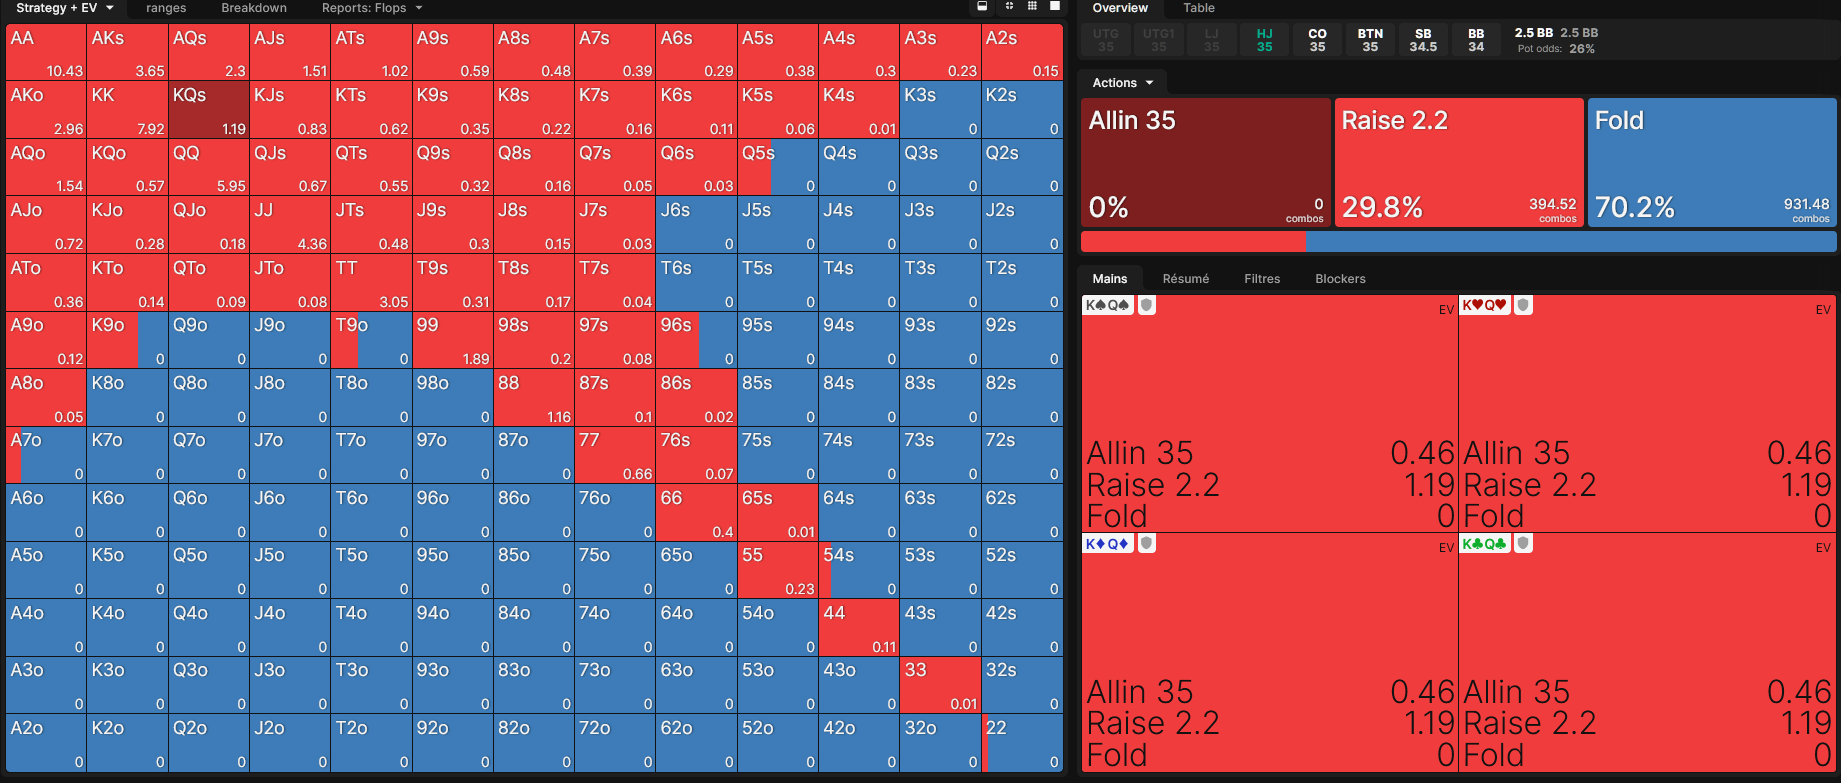 Strategy + EV ranges Breakdown Reports: Flops
AA AKs AQs AJs ATs A9s A8s A7s A6s A5s A4s A3s A2s
10.43 3.65 2.3 1.51 1.02 0.59 0.48 0.39 0.29 0.38 0.3 0.23 0.15
AKo KK KQs KJs KTs K9s K8s K7s K6s K5s K4s K3s K2s
2.96 7.92 1.19 0.83 0.62 0.35 0.22 0.16 0.11 0.06 0.01 0 0
AQo KQo QQ QJs QTs Q9s Q8s Q7s Q6s Q5s Q4s Q3s Q2s
1.54 0.57 5.95 0.67 0.55 0.32 0.16 0.05 0.03 0 0 0 0
AJo KJo QJo JJ JTs J9s J8s J7s J6s J5s J4s J3s J2s
0.72 0.28 0.18 4.36 0.48 0.3 0.15 0.03 0 0 0 0 0
ATo KTo QTo JTo TT T9s T8s T7s T6s T5s T4s T3s T2s
0.36 0.14 0.09 0.08 3.05 0.31 0.17 0.04 0 0 0 0 0
A9o K9o Q9o J9o T9o 99 98s 97s 96s 95s 94s 93s 92s
0.12 0 0 0 0 1.89 0.2 0.08 0 0 0 0 0
A8o K8o Q8o J8o T8o 98o 88 87s 86s 85s 84s 83s 82s
0.05 0 0 0 0 0 1.16 0.1 0.02 0 0 0 0
A7o K7o Q7o J7o T7o 97o 87o 77 76s 75s 74s 73s 72s
0 0 0 0 0 0 0 0.66 0.07 0 0 0 0
A6o K6o Q6o J6o T6o 96o 86o 76o 66 65s 64s 63s 62s
0 0 0 0 0 0 0 0 0.4 0.01 0 0 0
A5o K5o Q5o J5o T5o 95o 85o 75o 65o 55 54s 53s 52s
0 0 0 0 0 0 0 0 0 0.23 0 0 0
A4o K4o Q4o J4o T4o 94o 84o 74o 64o 54o 44 43s 42s
0 0 0 0 0 0 0 0 0 0 0.11 0 0
A3o K3o Q3o J3o T3o 93o 83o 73o 63o 53o 43o 33 32s
0 0 0 0 0 0 0 0 0 0 0 0.01 0
A2o K2o Q2o J2o T2o 92o 82o 72o 62o 52o 42o 32o 22
0 0 0 0 0 0 0 0 0 0 0 0 0
Overview Table
UTG UTG1 LJ HJ CO BTN SB BB 2.5 BB 2.5 BB
35 35 35 35 35 35 34.5 34 Pot odds: 26%
Actions
Allin 35 Raise 2.2 Fold
0% 0 combos 29.8% 394.52 combos 70.2% 931.48 combos
Mains Résumé Filtres Blockers
K♠Q♠ EV K♥Q♥ EV
Allin 35 0.46 Allin 35 0.46
Raise 2.2 1.19 Raise 2.2 1.19
Fold 0 Fold 0
K♦Q♦ EV K♣Q♣ EV
Allin 35 0.46 Allin 35 0.46
Raise 2.2 1.19 Raise 2.2 1.19
Fold 0 Fold 0